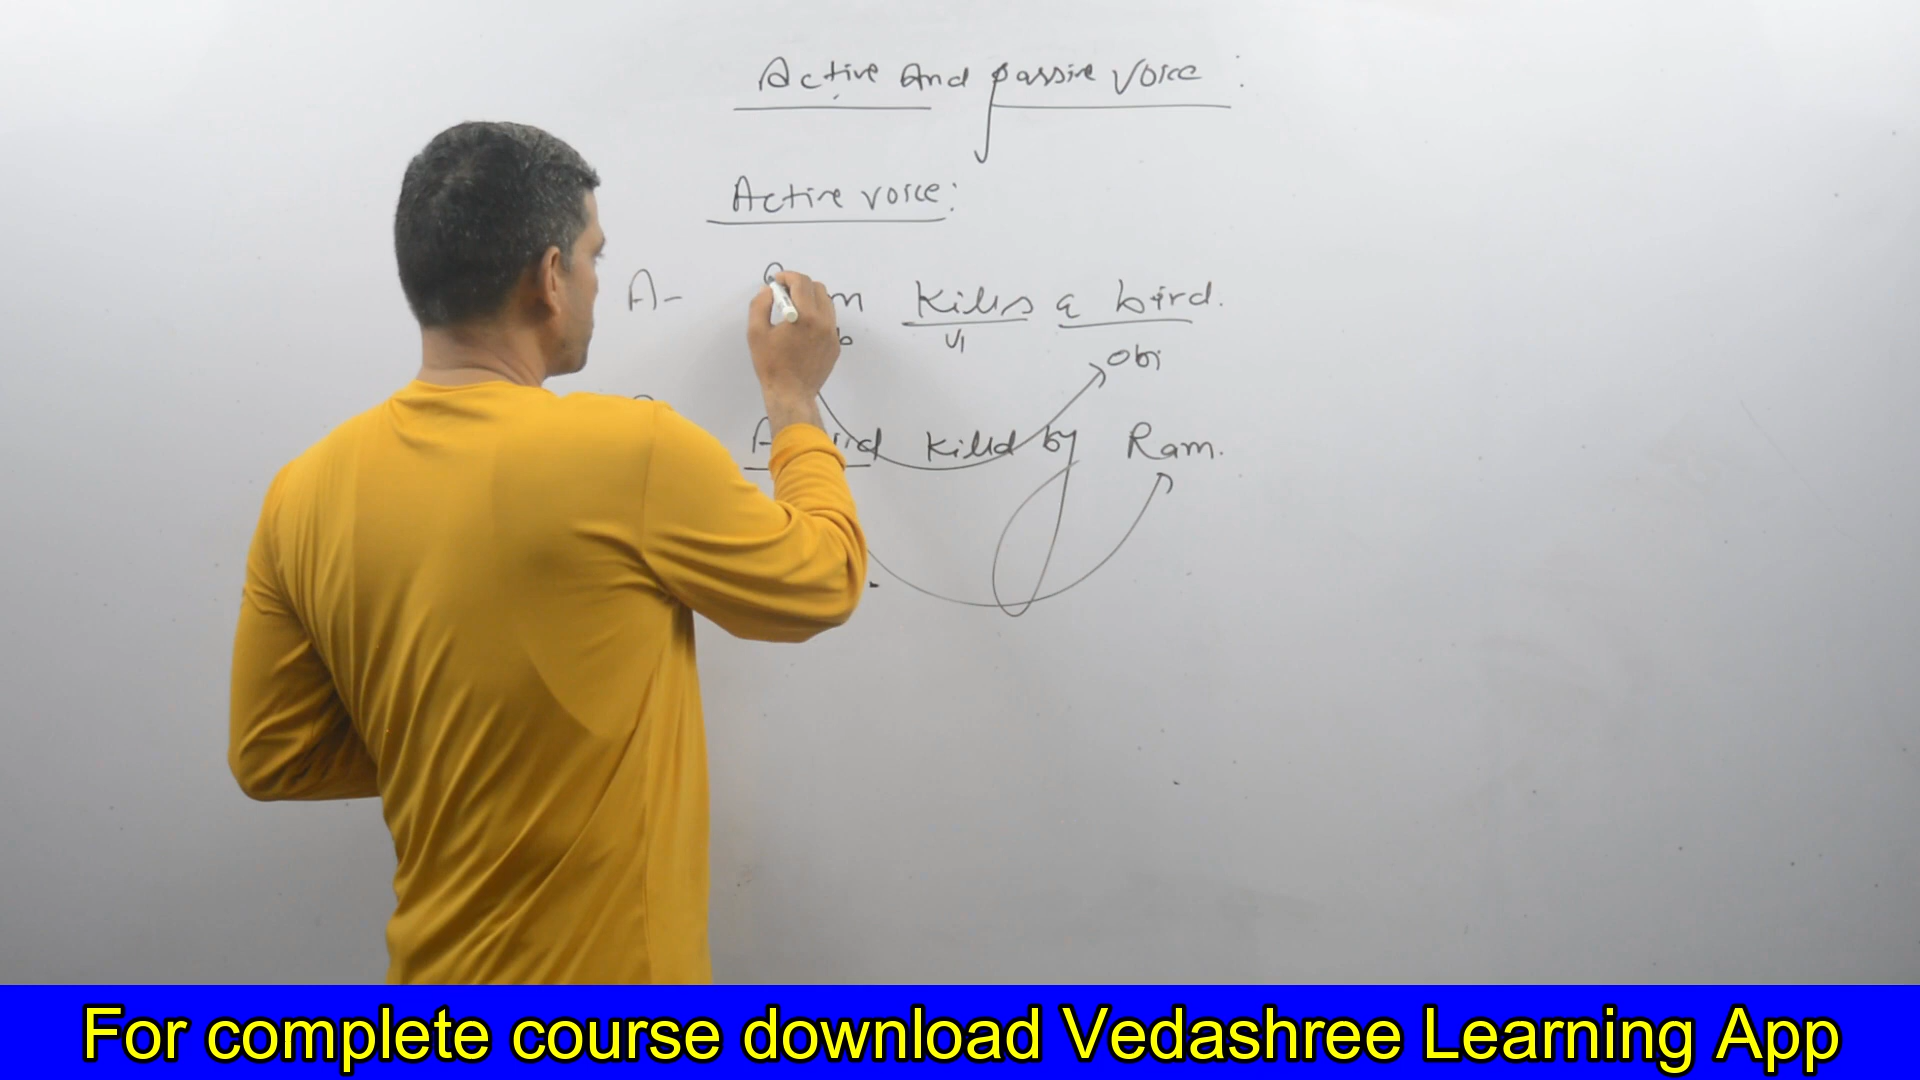 Active And passive Voice :
Active voice :
A- Kills a bird.
V1
Obj
A killd by Ram.
For complete course download Vedashree Learning App